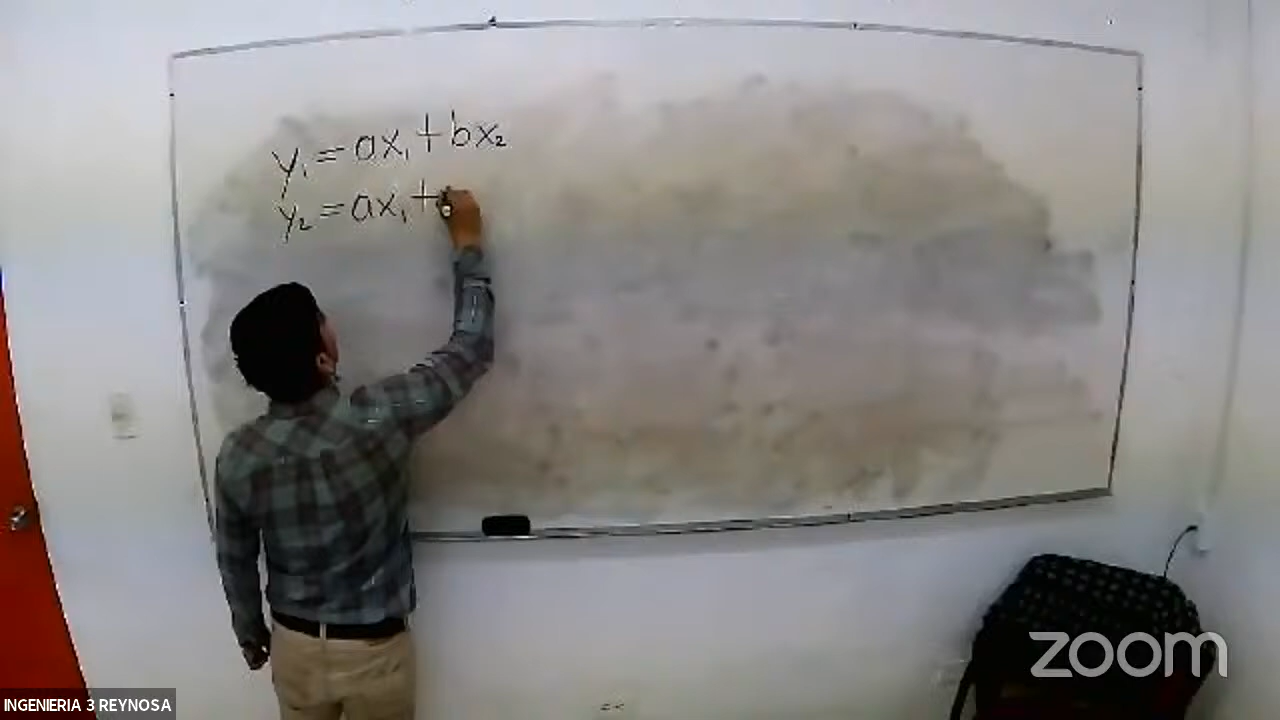 y₁ = ax₁ + bx₂
y₂ = ax₁ +
zoom
INGENIERIA 3 REYNOSA